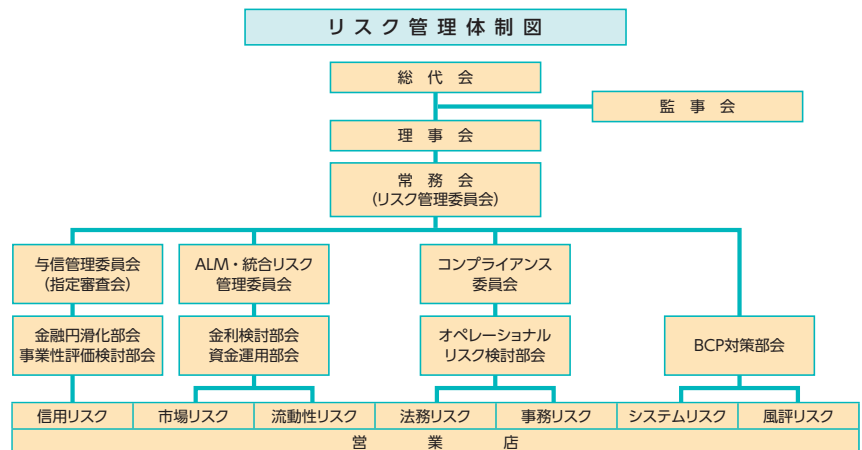 リスク管理体制図
総代会
監事会
理事会
常務会
(リスク管理委員会)
与信管理委員会
(指定審査会)
ALM・統合リスク
管理委員会
コンプライアンス
委員会
金融円滑化部会
事業性評価検討部会
金利検討部会
資金運用部会
オペレーショナル
リスク検討部会
BCP対策部会
信用リスク
市場リスク
流動性リスク
法務リスク
事務リスク
システムリスク
風評リスク
営業店